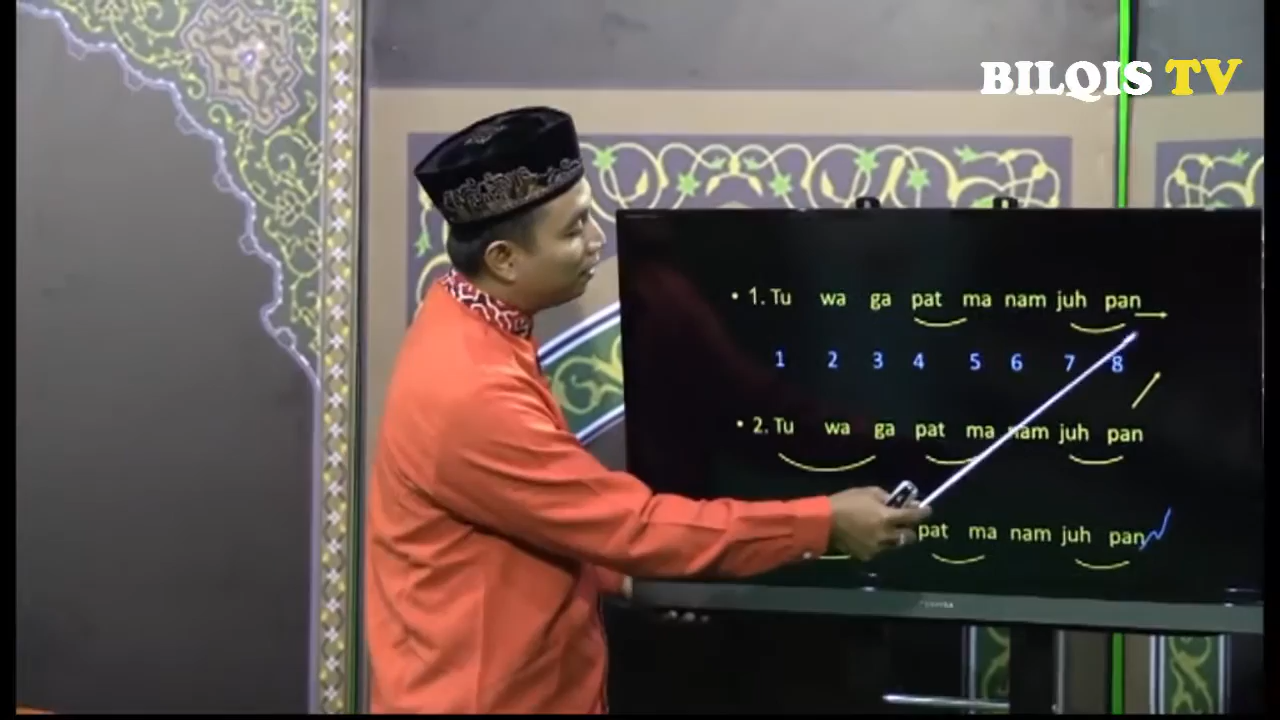 BILQIS TV
• 1. Tu wa ga pat ma nam juh pan
1 2 3 4 5 6 7 8
• 2. Tu wa ga pat ma nam juh pan
pat ma nam juh pan